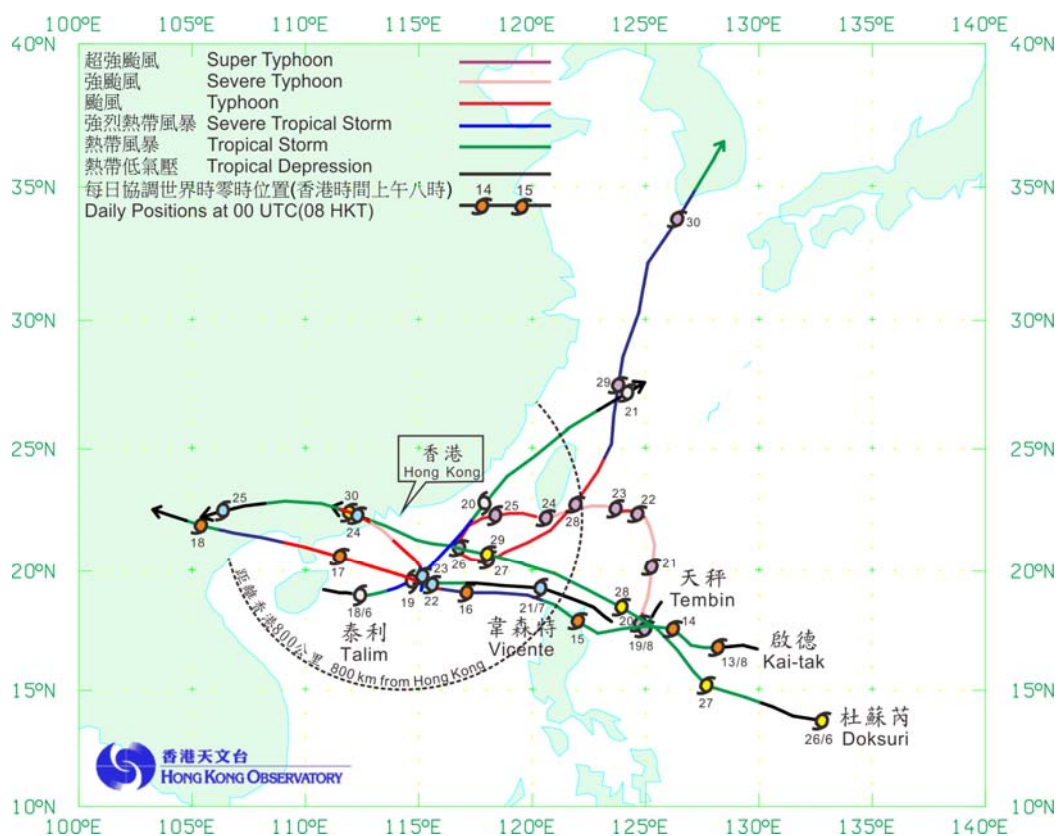 100°E 105°E 110°E 115°E 120°E 125°E 130°E 135°E 140°E
40°N 40°N
超強颱風 Super Typhoon
強颱風 Severe Typhoon
颱風 Typhoon
強烈熱帶風暴 Severe Tropical Storm
熱帶風暴 Tropical Storm
熱帶低氣壓 Tropical Depression
每日協調世界時零時位置(香港時間上午八時)
Daily Positions at 00 UTC(08 HKT)
14 15
35°N 35°N
30
30°N 30°N
29
21
25°N 25°N
香港
Hong Kong
25 30 24 20 25 24 28 23 22
18 26 29 27
17 23 21
20°N 20°N
18/6 19 22 16 21/7 28 20
15 19/8 14 13/8
天秤
Tembin
泰利
Talim
韋森特
Vicente
啟德
Kai-tak
距離香港800公里 800 km from Hong Kong
15°N 15°N
27
26/6
杜蘇芮
Doksuri
香港天文台
HONG KONG OBSERVATORY
10°N 10°N
100°E 105°E 110°E 115°E 120°E 125°E 130°E 135°E 140°E